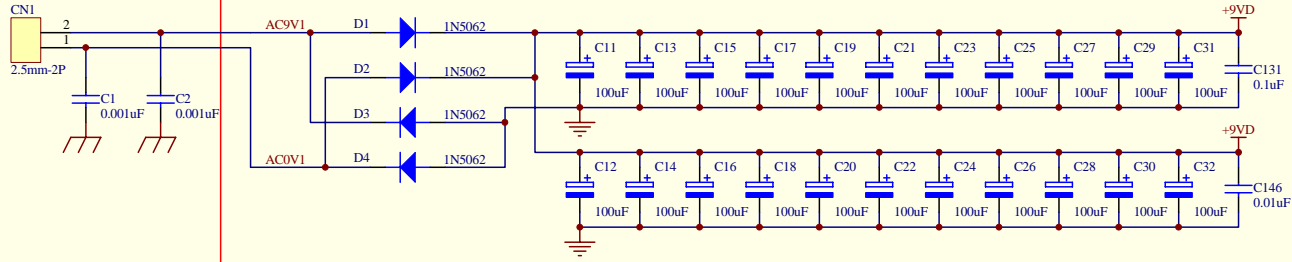 CN1
2
1
2.5mm-2P
C1
0.001uF
C2
0.001uF
AC9V1
AC0V1
D1
1N5062
D2
1N5062
D3
1N5062
D4
1N5062
+9VD
C11
100uF
C13
100uF
C15
100uF
C17
100uF
C19
100uF
C21
100uF
C23
100uF
C25
100uF
C27
100uF
C29
100uF
C31
100uF
C131
0.1uF
+9VD
C12
100uF
C14
100uF
C16
100uF
C18
100uF
C20
100uF
C22
100uF
C24
100uF
C26
100uF
C28
100uF
C30
100uF
C32
100uF
C146
0.01uF